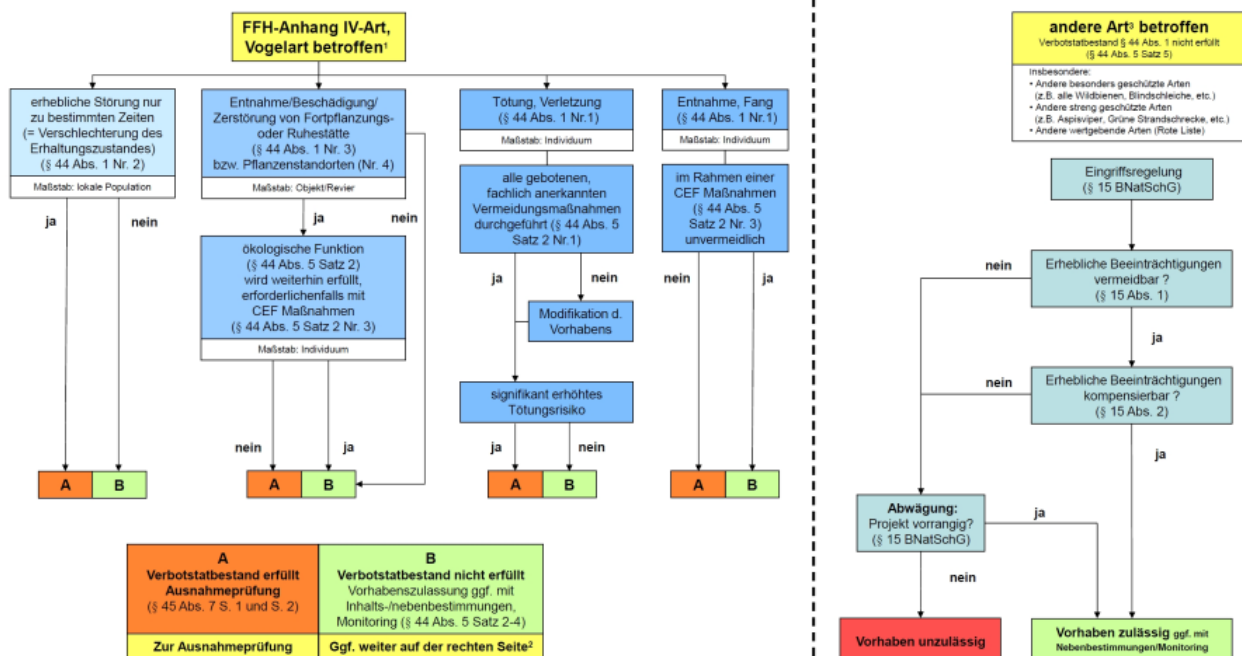 FFH-Anhang IV-Art,
Vogelart betroffen¹
erhebliche Störung nur
zu bestimmten Zeiten
(= Verschlechterung des
Erhaltungszustandes)
(§ 44 Abs. 1 Nr. 2)
Maßstab: lokale Population
ja
nein
A
B
Entnahme/Beschädigung/
Zerstörung von Fortpflanzungs-
oder Ruhestätte
(§ 44 Abs. 1 Nr. 3)
bzw. Pflanzenstandorten (Nr. 4)
Maßstab: Objekt/Revier
ja
nein
ökologische Funktion
(§ 44 Abs. 5 Satz 2)
wird weiterhin erfüllt,
erforderlichenfalls mit
CEF Maßnahmen
(§ 44 Abs. 5 Satz 2 Nr. 3)
Maßstab: Individuum
nein
ja
A
B
Tötung, Verletzung
(§ 44 Abs. 1 Nr.1)
Maßstab: Individuum
alle gebotenen,
fachlich anerkannten
Vermeidungsmaßnahmen
durchgeführt (§ 44 Abs. 5
Satz 2 Nr.1)
ja
nein
Modifikation d.
Vorhabens
signifikant erhöhtes
Tötungsrisiko
ja
nein
A
B
Entnahme, Fang
(§ 44 Abs. 1 Nr.1)
Maßstab: Individuum
im Rahmen einer
CEF Maßnahmen
(§ 44 Abs. 5
Satz 2 Nr. 3)
unvermeidlich
nein
ja
A
B
A
Verbotstatbestand erfüllt
Ausnahmeprüfung
(§ 45 Abs. 7 S. 1 und S. 2)
Zur Ausnahmeprüfung
B
Verbotstatbestand nicht erfüllt
Vorhabenszulassung ggf. mit
Inhalts-/nebenbestimmungen,
Monitoring (§ 44 Abs. 5 Satz 2-4)
Ggf. weiter auf der rechten Seite²
andere Art³ betroffen
Verbotstatbestand § 44 Abs. 1 nicht erfüllt
(§ 44 Abs. 5 Satz 5)
Insbesondere:
• Andere besonders geschützte Arten
(z.B. alle Wildbienen, Blindschleiche, etc.)
• Andere streng geschützte Arten
(z.B. Aspisviper, Grüne Strandschrecke, etc.)
• Andere wertgebende Arten (Rote Liste)
Eingriffsregelung
(§ 15 BNatSchG)
nein
Erhebliche Beeinträchtigungen
vermeidbar ?
(§ 15 Abs. 1)
ja
nein
Erhebliche Beeinträchtigungen
kompensierbar ?
(§ 15 Abs. 2)
ja
Abwägung:
Projekt vorrangig?
(§ 15 BNatSchG)
ja
nein
Vorhaben unzulässig
Vorhaben zulässig ggf. mit
Nebenbestimmungen/Monitoring